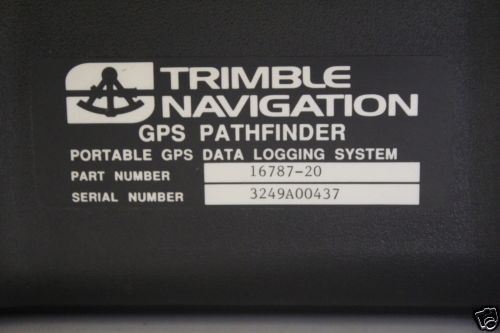 TRIMBLE
NAVIGATION
GPS PATHFINDER
PORTABLE GPS DATA LOGGING SYSTEM
PART NUMBER 16787-20
SERIAL NUMBER 3249A00437